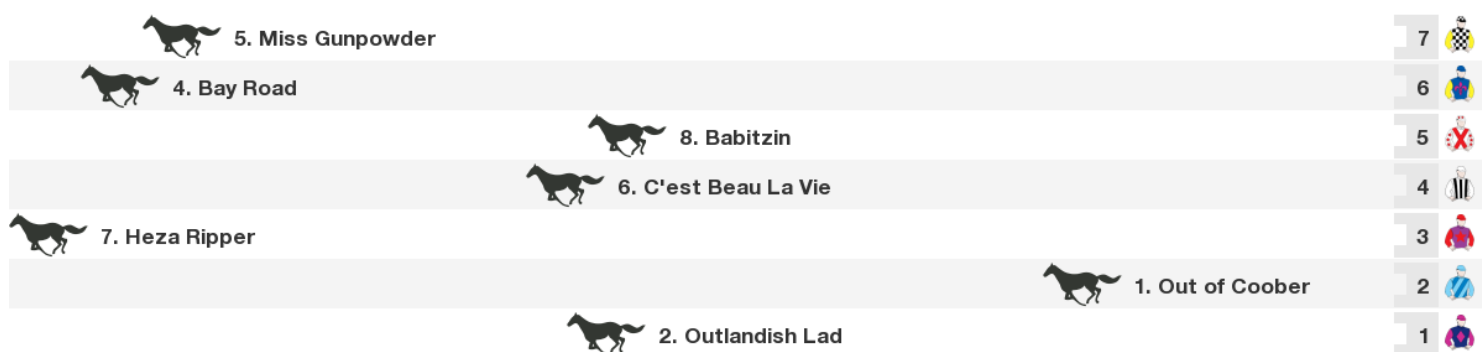 5. Miss Gunpowder 7
4. Bay Road 6
8. Babitzin 5
6. C'est Beau La Vie 4
7. Heza Ripper 3
1. Out of Coober 2
2. Outlandish Lad 1